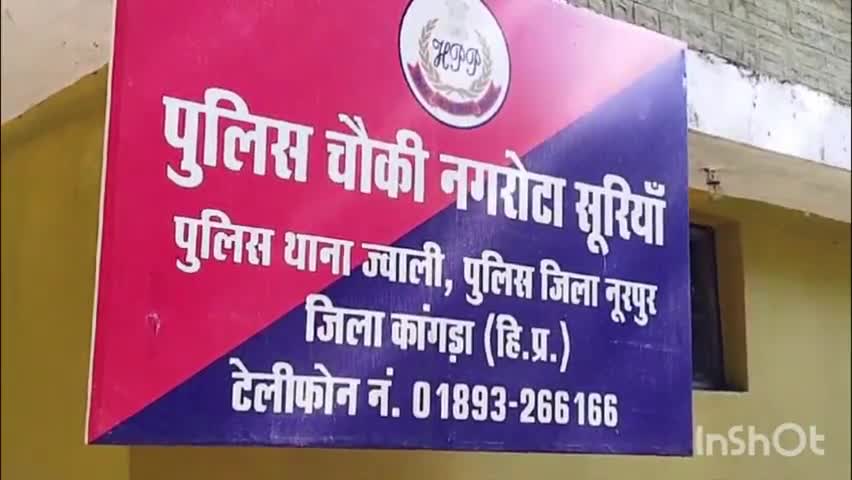 HPP
पुलिस चौकी नगरोटा सूरियाँ
पुलिस थाना ज्वाली, पुलिस जिला नूरपुर
जिला कांगड़ा (हि.प्र.)
टेलीफोन नं. 01893-266166
InShOt